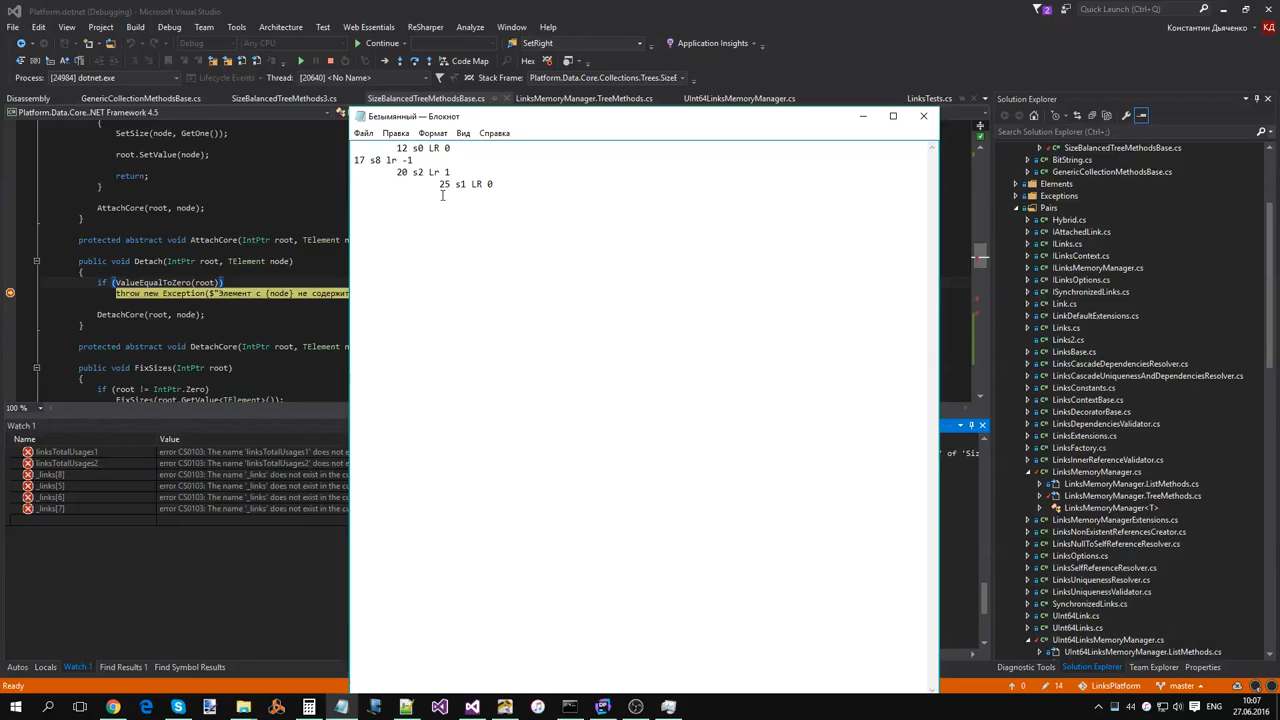 Platform.dotnet (Debugging) - Microsoft Visual Studio
2
Quick Launch (Ctrl+Q)
File Edit View Project Build Debug Team Tools Test Web Essentials ReSharper Analyze Window Help
Константин Дьяченко КД
Debug Any CPU Continue SetRight Application Insights
Hex Code Map
Process: [24984] dotnet.exe Lifecycle Events Thread: [20640] <No Name> Stack Frame: Platform.Data.Core.Collections.Trees.SizeE
Disassembly GenericCollectionMethodsBase.cs SizeBalancedTreeMethods3.cs SizeBalancedTreeMethodsBase.cs LinksMemoryManager.TreeMethods.cs UInt64LinksMemoryManager.cs LinksTests.cs
Platform.Data.Core.NET Framework 4.5
{
SetSize(node, GetOne());
root.SetValue(node);
return;
}
AttachCore(root, node);
}
protected abstract void AttachCore(IntPtr root, TElement n
public void Detach(IntPtr root, TElement node)
{
if (ValueEqualToZero(root))
throw new Exception($"Элемент с {node} не содержит
DetachCore(root, node);
}
protected abstract void DetachCore(IntPtr root, TElement n
public void FixSizes(IntPtr root)
{
if (root != IntPtr.Zero)
FixSizes(root.GetValue<TElement>());
100 %
Безымянный — Блокнот
Файл Правка Формат Вид Справка
12 s0 LR 0
17 s8 lr -1
20 s2 Lr 1
25 s1 LR 0
Watch 1
Name Value
linksTotalUsages1 error CS0103: The name 'linksTotalUsages1' does not e
linksTotalUsages2 error CS0103: The name 'linksTotalUsages2' does not e
_links[8] error CS0103: The name '_links' does not exist in the cu
_links[5] error CS0103: The name '_links' does not exist in the cu
_links[6] error CS0103: The name '_links' does not exist in the cu
_links[7] error CS0103: The name '_links' does not exist in the cu
' of 'Siz
Autos Locals Watch 1 Find Results 1 Find Symbol Results
Solution Explorer
Search Solution Explorer (Ctrl+;)
SizeBalancedTreeMethodsBase.cs
BitString.cs
GenericCollectionMethodsBase.cs
Elements
Exceptions
Pairs
Hybrid.cs
IAttachedLink.cs
ILinks.cs
ILinksContext.cs
ILinksMemoryManager.cs
ILinksOptions.cs
ISynchronizedLinks.cs
Link.cs
LinkDefaultExtensions.cs
Links.cs
Links2.cs
LinksBase.cs
LinksCascadeDependenciesResolver.cs
LinksCascadeUniquenessAndDependenciesResolver.cs
LinksConstants.cs
LinksContextBase.cs
LinksDecoratorBase.cs
LinksDependenciesValidator.cs
LinksExtensions.cs
LinksFactory.cs
LinksInnerReferenceValidator.cs
LinksMemoryManager.cs
LinksMemoryManager.ListMethods.cs
LinksMemoryManager.TreeMethods.cs
LinksMemoryManager<T>
LinksMemoryManagerExtensions.cs
LinksNonExistentReferencesCreator.cs
LinksNullToSelfReferenceResolver.cs
LinksOptions.cs
LinksSelfReferenceResolver.cs
LinksUniquenessResolver.cs
LinksUniquenessValidator.cs
SynchronizedLinks.cs
UInt64Link.cs
UInt64Links.cs
UInt64LinksMemoryManager.cs
UInt64LinksMemoryManager.ListMethods.cs
Diagnostic Tools Solution Explorer Team Explorer Properties
Ready 0 14 LinksPlatform master
44 ENG 10:07
27.06.2016